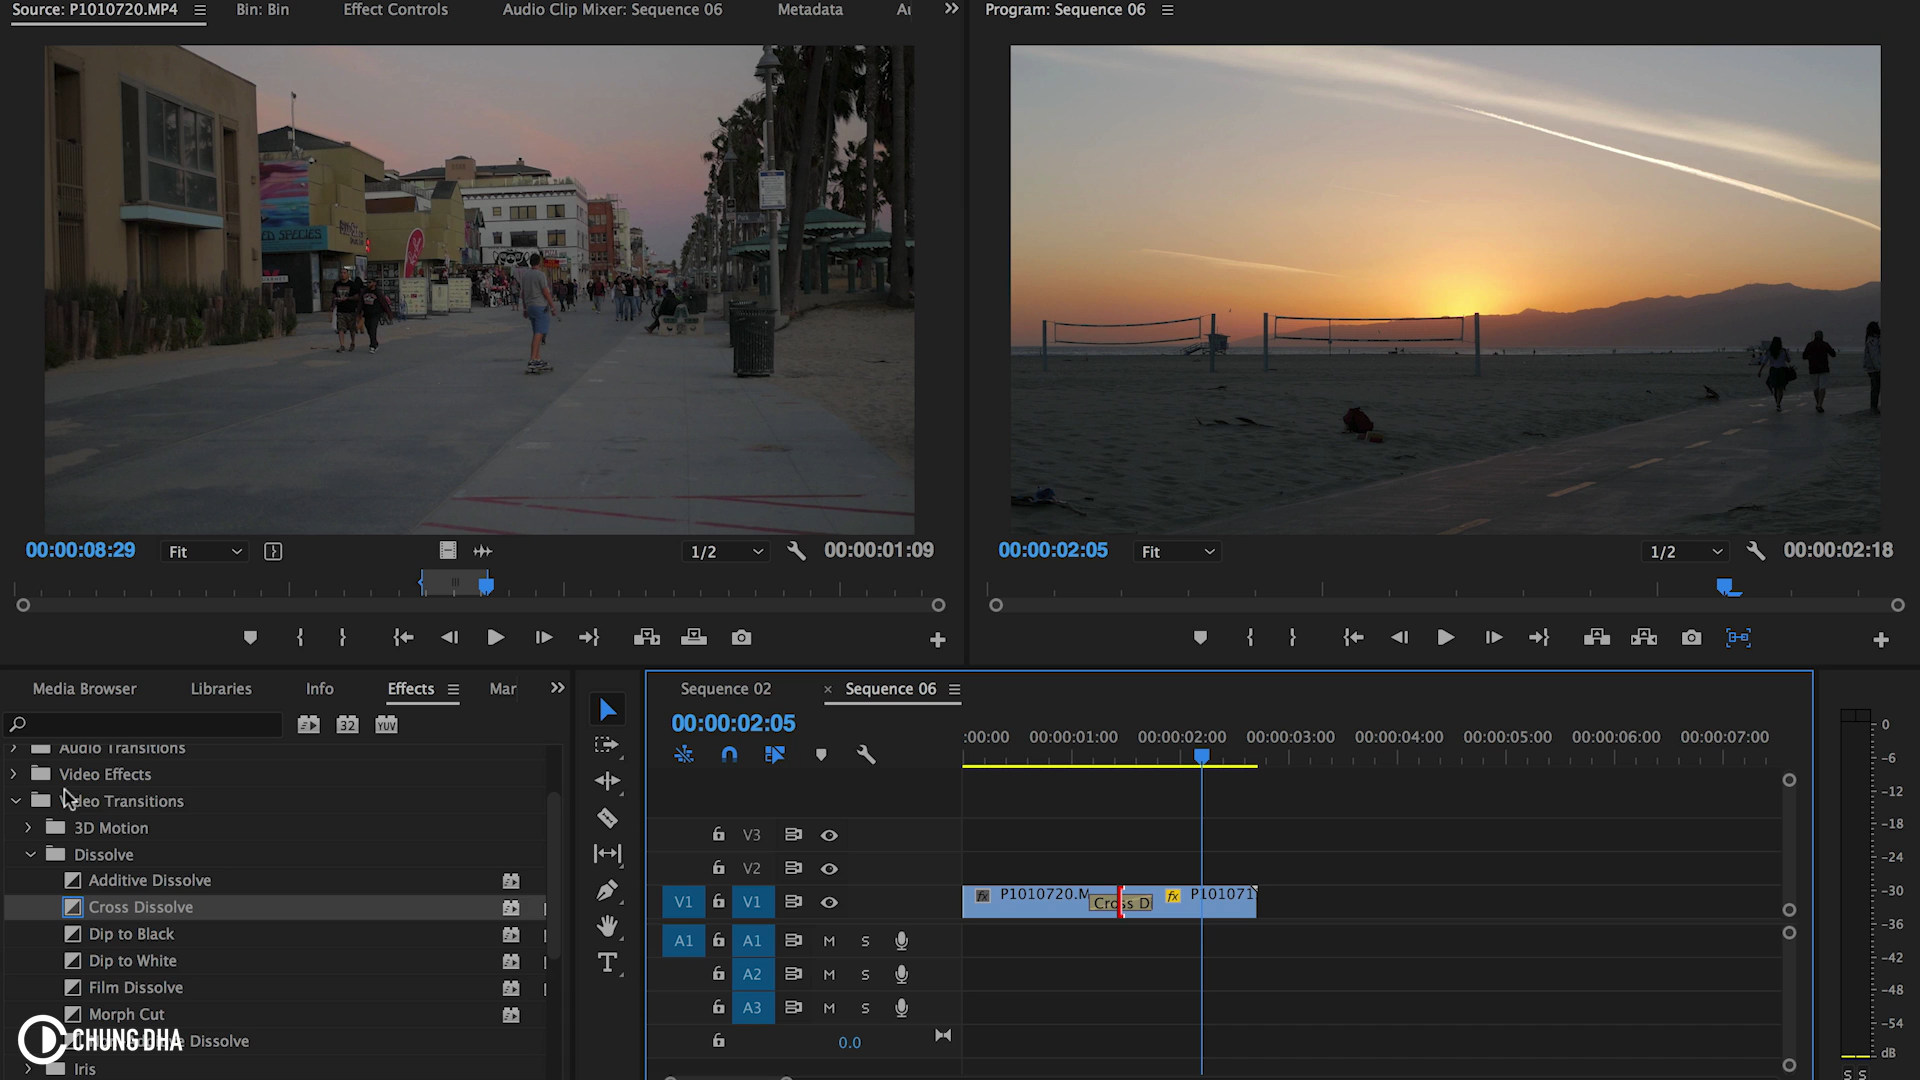 Source: P1010720.MP4
Bin: Bin
Effect Controls
Audio Clip Mixer: Sequence 06
Metadata
Program: Sequence 06
00:00:08:29
Fit
1/2
00:00:01:09
00:00:02:05
Fit
1/2
00:00:02:18
Media Browser
Libraries
Info
Effects
Mar
32
YUV
Audio Transitions
Video Effects
Video Transitions
3D Motion
Dissolve
Additive Dissolve
Cross Dissolve
Dip to Black
Dip to White
Film Dissolve
Morph Cut
Dissolve
Iris
CHUNG DHA
Sequence 02
× Sequence 06
00:00:02:05
:00:00
00:00:01:00
00:00:02:00
00:00:03:00
00:00:04:00
00:00:05:00
00:00:06:00
00:00:07:00
V3
V2
V1 V1
fx P1010720.M
Cross D
fx P101071
A1 A1 M S
A2 M S
A3 M S
0.0
0
-6
-12
-18
-24
-30
-36
-42
-48
-54
dB
S S